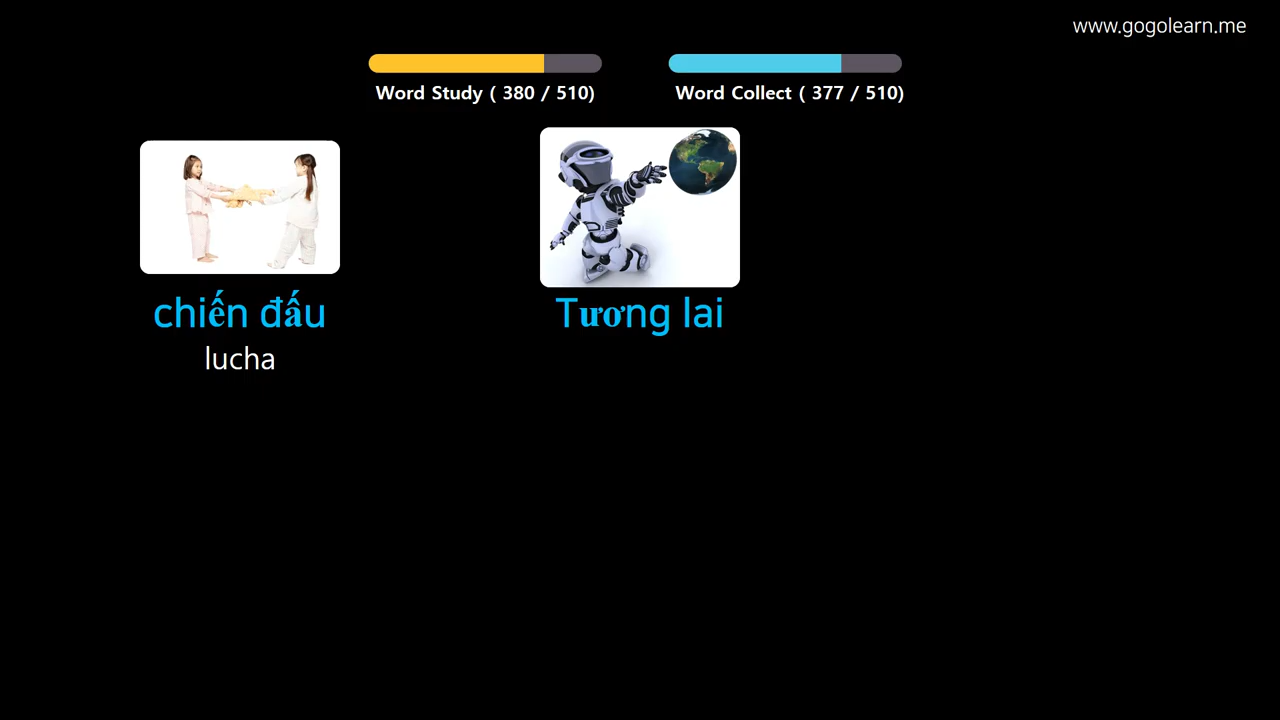 www.gogolearn.me
Word Study ( 380 / 510)
Word Collect ( 377 / 510)
chiến đấu
Tương lai
lucha